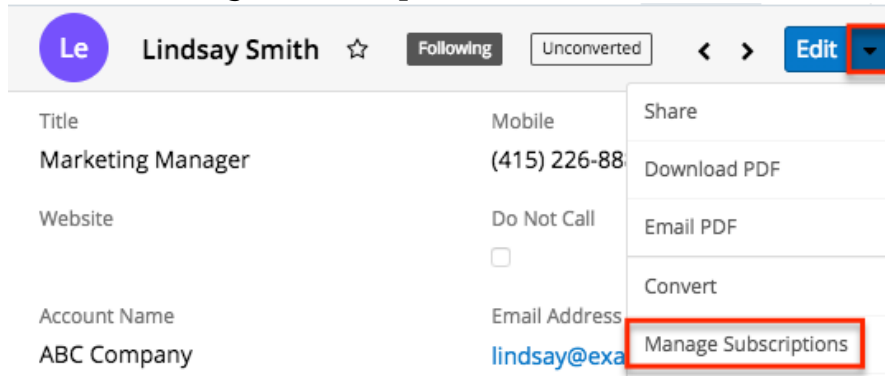 Le Lindsay Smith Following Unconverted Edit
Title Mobile Share
Marketing Manager (415) 226-88 Download PDF
Website Do Not Call Email PDF
Convert
Account Name Email Address
ABC Company lindsay@exa Manage Subscriptions